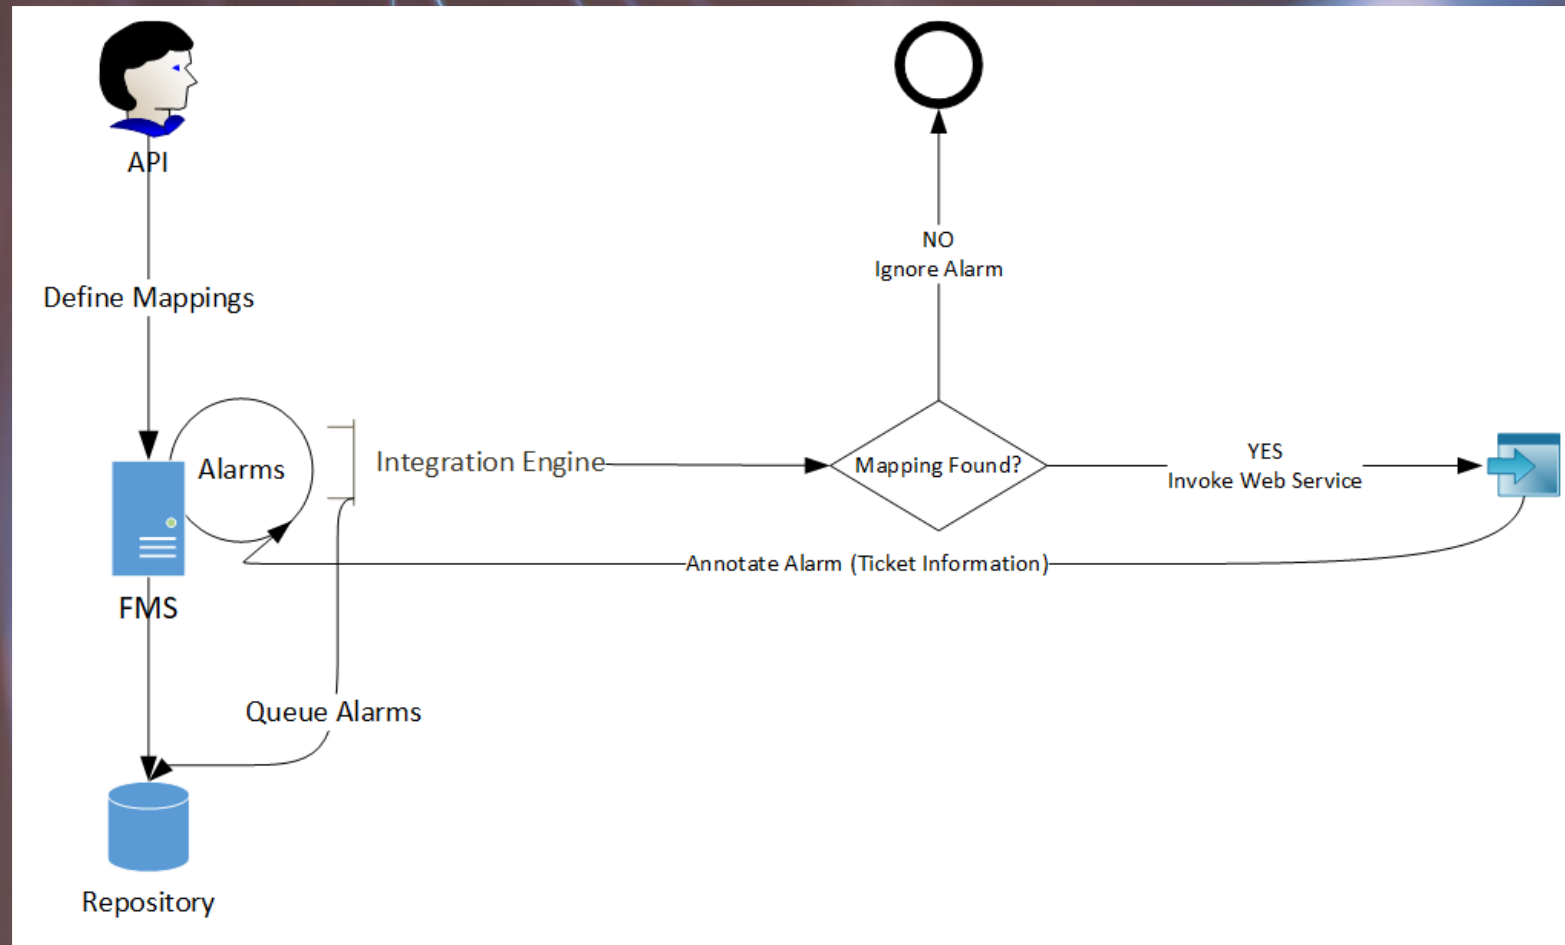 API
NO
Ignore Alarm
Define Mappings
Alarms
Integration Engine
Mapping Found?
YES
Invoke Web Service
Annotate Alarm (Ticket Information)
FMS
Queue Alarms
Repository